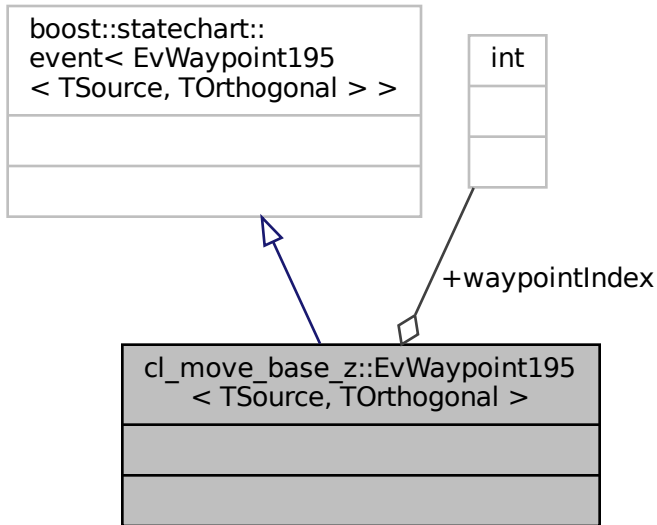 boost::statechart::
event< EvWaypoint195
< TSource, TOrthogonal > >
int
+waypointIndex
cl_move_base_z::EvWaypoint195
< TSource, TOrthogonal >